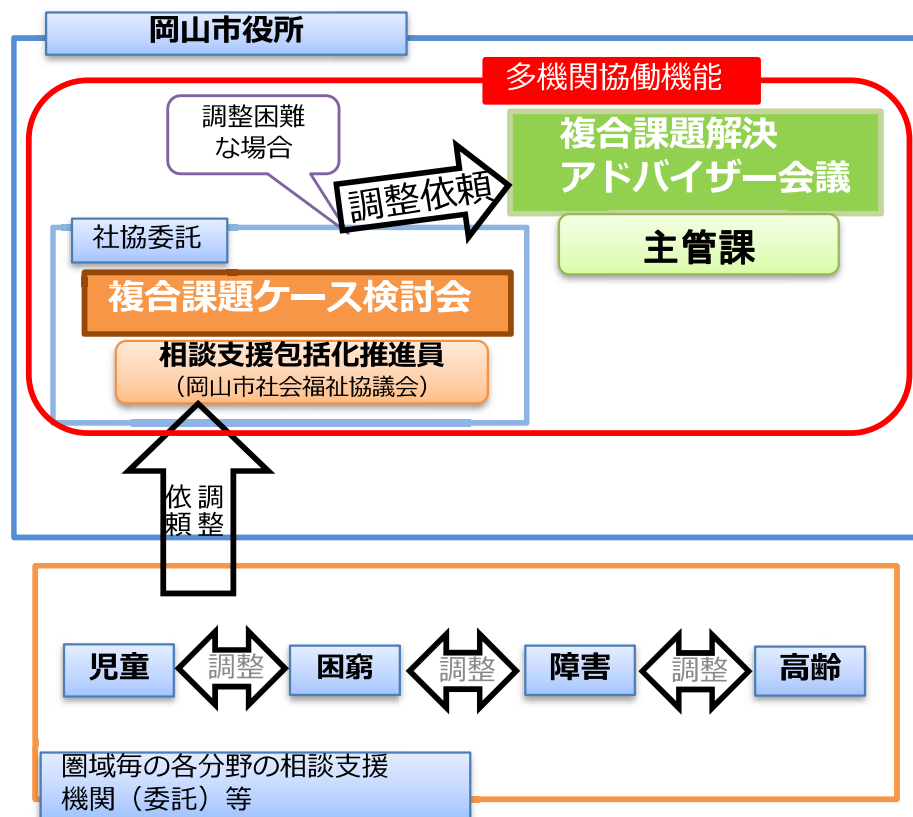 岡山市役所
多機関協働機能
調整困難
な場合
調整依頼
複合課題解決
アドバイザー会議
主管課
社協委託
複合課題ケース検討会
相談支援包括化推進員
（岡山市社会福祉協議会）
調整
依頼
児童
調整
困窮
調整
障害
調整
高齢
圏域毎の各分野の相談支援
機関（委託）等